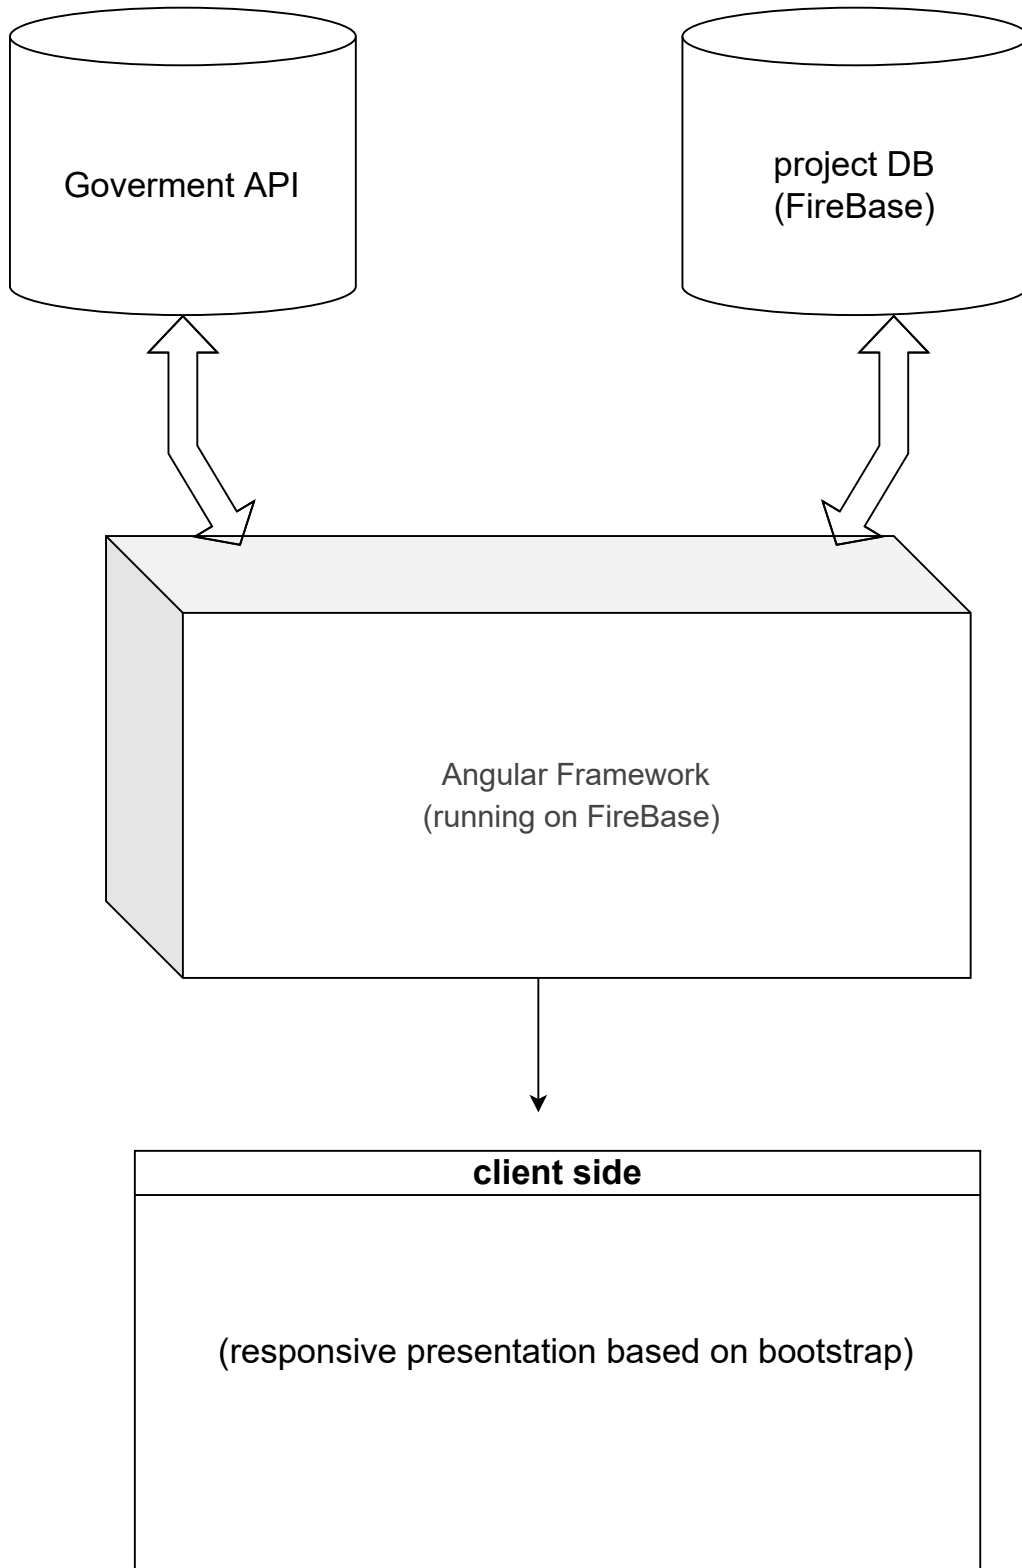 Goverment API
project DB
(FireBase)
Angular Framework
(running on FireBase)
client side
(responsive presentation based on bootstrap)